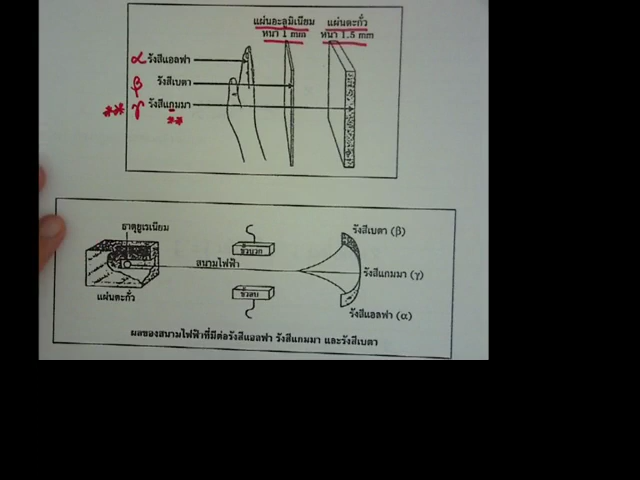 แผ่นอะลูมิเนียม แผ่นตะกั่ว
หนา 1 mm หนา 1.5 mm
α รังสีแอลฟา
β รังสีเบตา
** γ รังสีแกมมา
**
ธาตุยูเรเนียม
ขั้วบวก
รังสีเบตา (β)
สนามไฟฟ้า
รังสีแกมมา (γ)
แผ่นตะกั่ว
ขั้วลบ
รังสีแอลฟา (α)
ผลของสนามไฟฟ้าที่มีต่อรังสีแอลฟา รังสีแกมมา และรังสีเบตา